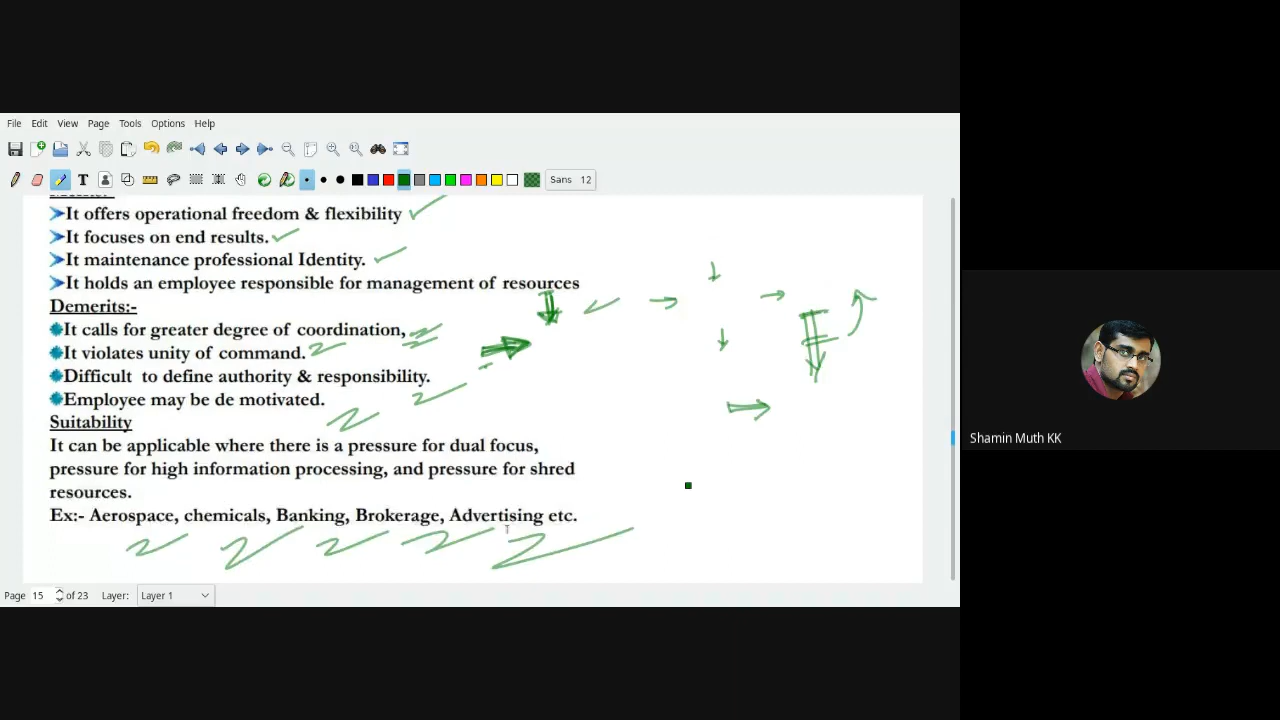 File Edit View Page Tools Options Help
Sans 12
➤It offers operational freedom & flexibility
➤It focuses on end results.
➤It maintenance professional Identity.
➤It holds an employee responsible for management of resources
Demerits:-
It calls for greater degree of coordination,
It violates unity of command.
Difficult to define authority & responsibility.
Employee may be de motivated.
Suitability
It can be applicable where there is a pressure for dual focus,
pressure for high information processing, and pressure for shred
resources.
Ex:- Aerospace, chemicals, Banking, Brokerage, Advertising etc.
Page 15 of 23 Layer: Layer 1
Shamin Muth KK